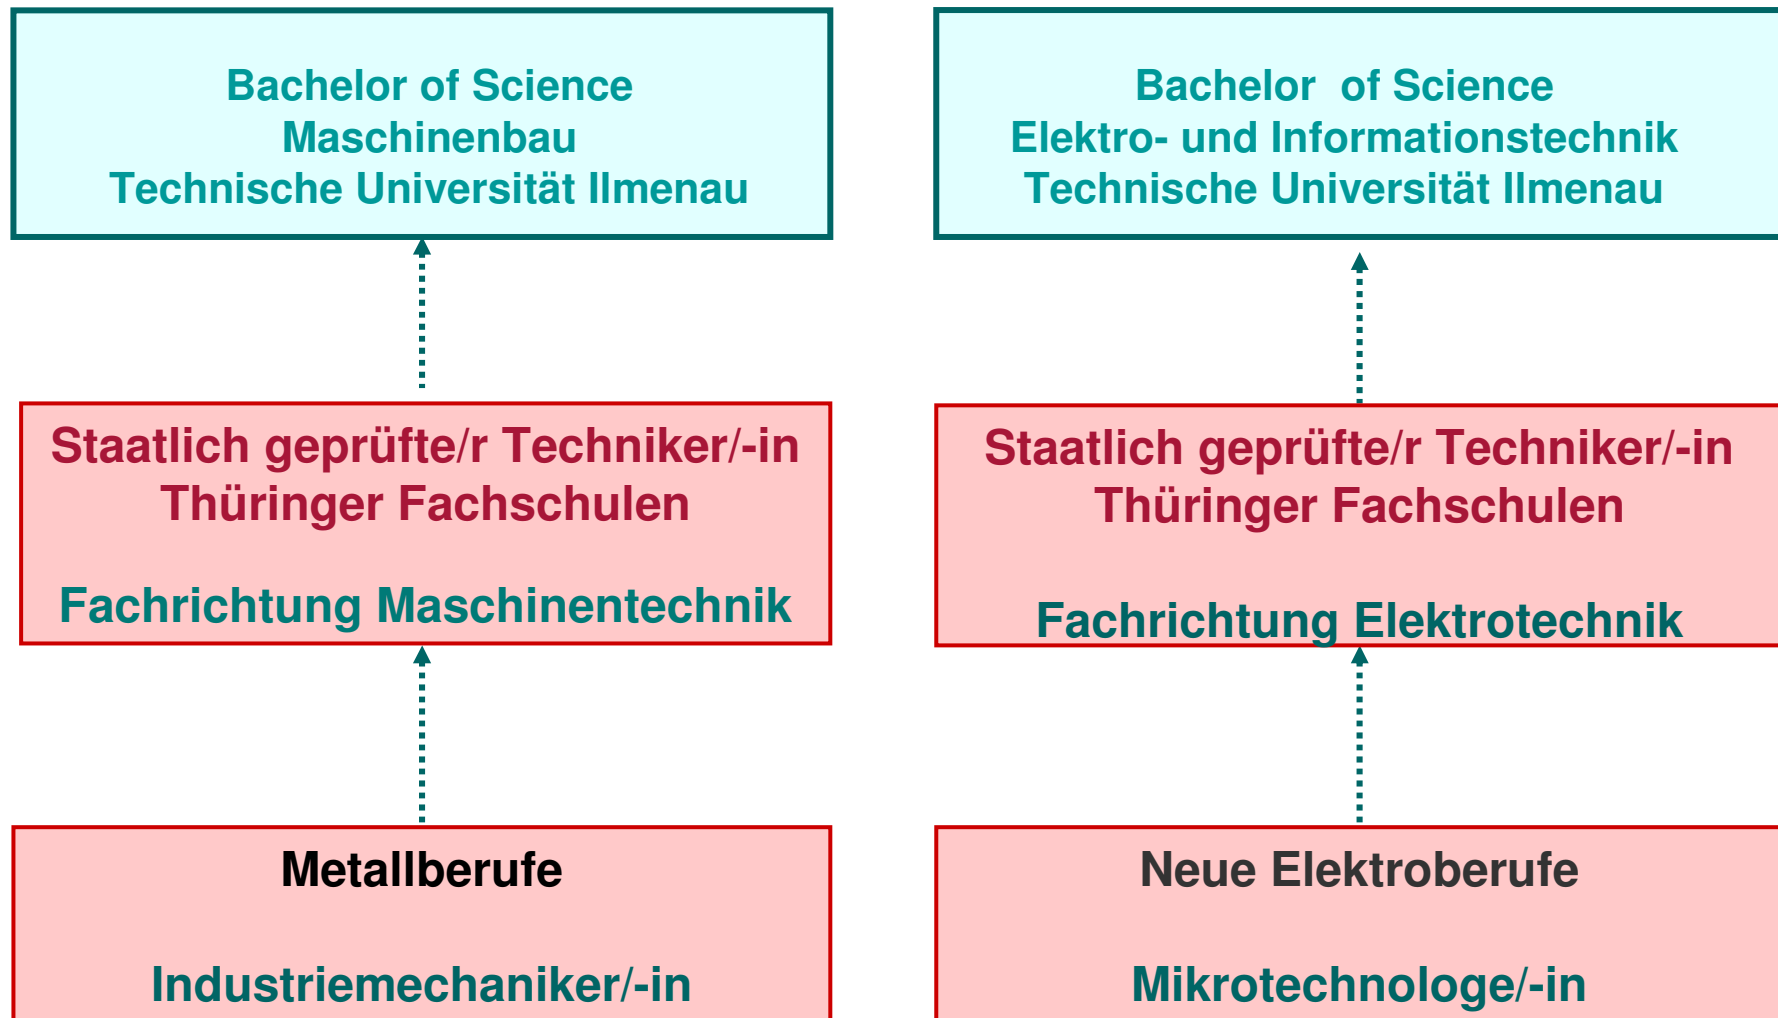 Bachelor of Science
Maschinenbau
Technische Universität Ilmenau
Bachelor of Science
Elektro- und Informationstechnik
Technische Universität Ilmenau
Staatlich geprüfte/r Techniker/-in
Thüringer Fachschulen
Fachrichtung Maschinentechnik
Staatlich geprüfte/r Techniker/-in
Thüringer Fachschulen
Fachrichtung Elektrotechnik
Metallberufe
Industriemechaniker/-in
Neue Elektroberufe
Mikrotechnologe/-in